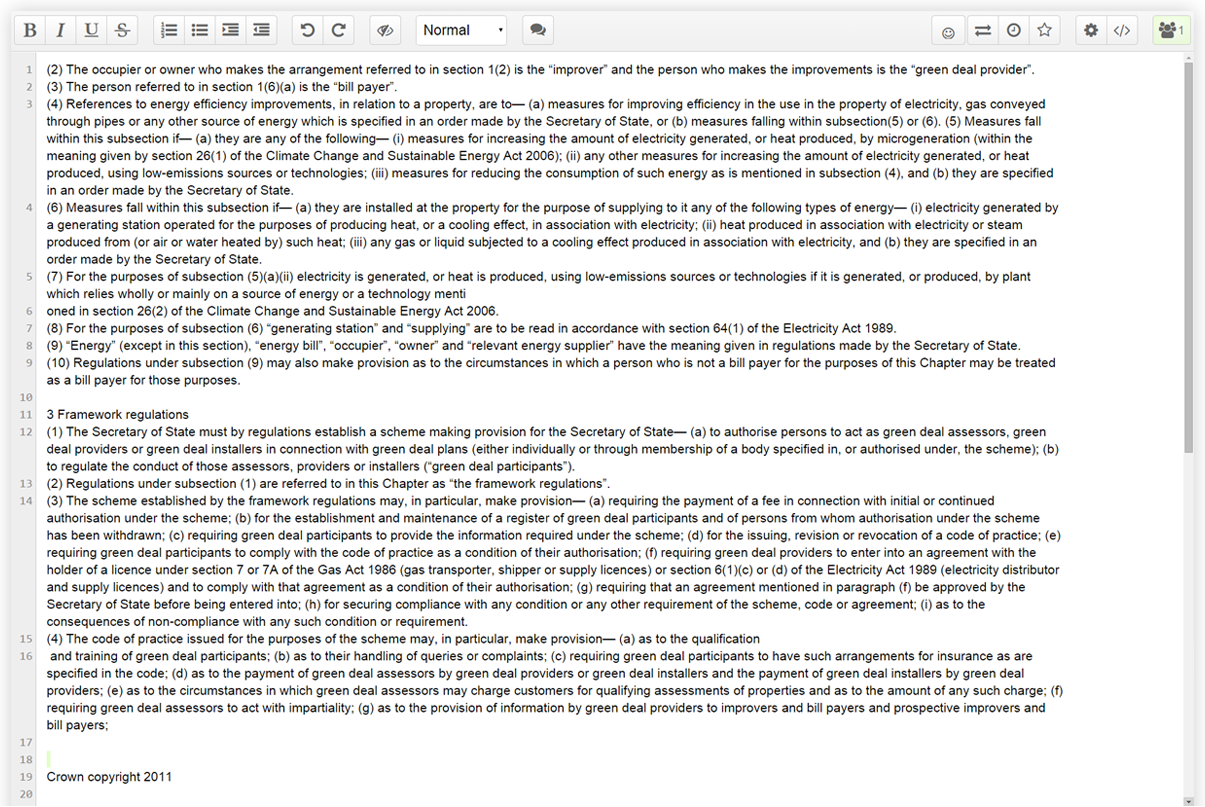 B I U S Normal 1
1 (2) The occupier or owner who makes the arrangement referred to in section 1(2) is the “improver” and the person who makes the improvements is the “green deal provider”.
2 (3) The person referred to in section 1(6)(a) is the “bill payer”.
3 (4) References to energy efficiency improvements, in relation to a property, are to— (a) measures for improving efficiency in the use in the property of electricity, gas conveyed
through pipes or any other source of energy which is specified in an order made by the Secretary of State, or (b) measures falling within subsection(5) or (6). (5) Measures fall
within this subsection if— (a) they are any of the following— (i) measures for increasing the amount of electricity generated, or heat produced, by microgeneration (within the
meaning given by section 26(1) of the Climate Change and Sustainable Energy Act 2006); (ii) any other measures for increasing the amount of electricity generated, or heat
produced, using low-emissions sources or technologies; (iii) measures for reducing the consumption of such energy as is mentioned in subsection (4), and (b) they are specified
in an order made by the Secretary of State.
4 (6) Measures fall within this subsection if— (a) they are installed at the property for the purpose of supplying to it any of the following types of energy— (i) electricity generated by
a generating station operated for the purposes of producing heat, or a cooling effect, in association with electricity; (ii) heat produced in association with electricity or steam
produced from (or air or water heated by) such heat; (iii) any gas or liquid subjected to a cooling effect produced in association with electricity, and (b) they are specified in an
order made by the Secretary of State.
5 (7) For the purposes of subsection (5)(a)(ii) electricity is generated, or heat is produced, using low-emissions sources or technologies if it is generated, or produced, by plant
which relies wholly or mainly on a source of energy or a technology menti
6 oned in section 26(2) of the Climate Change and Sustainable Energy Act 2006.
7 (8) For the purposes of subsection (6) “generating station” and “supplying” are to be read in accordance with section 64(1) of the Electricity Act 1989.
8 (9) “Energy” (except in this section), “energy bill”, “occupier”, “owner” and “relevant energy supplier” have the meaning given in regulations made by the Secretary of State.
9 (10) Regulations under subsection (9) may also make provision as to the circumstances in which a person who is not a bill payer for the purposes of this Chapter may be treated
as a bill payer for those purposes.
10
11 3 Framework regulations
12 (1) The Secretary of State must by regulations establish a scheme making provision for the Secretary of State— (a) to authorise persons to act as green deal assessors, green
deal providers or green deal installers in connection with green deal plans (either individually or through membership of a body specified in, or authorised under, the scheme); (b)
to regulate the conduct of those assessors, providers or installers (“green deal participants”).
13 (2) Regulations under subsection (1) are referred to in this Chapter as “the framework regulations”.
14 (3) The scheme established by the framework regulations may, in particular, make provision— (a) requiring the payment of a fee in connection with initial or continued
authorisation under the scheme; (b) for the establishment and maintenance of a register of green deal participants and of persons from whom authorisation under the scheme
has been withdrawn; (c) requiring green deal participants to provide the information required under the scheme; (d) for the issuing, revision or revocation of a code of practice; (e)
requiring green deal participants to comply with the code of practice as a condition of their authorisation; (f) requiring green deal providers to enter into an agreement with the
holder of a licence under section 7 or 7A of the Gas Act 1986 (gas transporter, shipper or supply licences) or section 6(1)(c) or (d) of the Electricity Act 1989 (electricity distributor
and supply licences) and to comply with that agreement as a condition of their authorisation; (g) requiring that an agreement mentioned in paragraph (f) be approved by the
Secretary of State before being entered into; (h) for securing compliance with any condition or any other requirement of the scheme, code or agreement; (i) as to the
consequences of non-compliance with any such condition or requirement.
15 (4) The code of practice issued for the purposes of the scheme may, in particular, make provision— (a) as to the qualification
16 and training of green deal participants; (b) as to their handling of queries or complaints; (c) requiring green deal participants to have such arrangements for insurance as are
specified in the code; (d) as to the payment of green deal assessors by green deal providers or green deal installers and the payment of green deal installers by green deal
providers; (e) as to the circumstances in which green deal assessors may charge customers for qualifying assessments of properties and as to the amount of any such charge; (f)
requiring green deal assessors to act with impartiality; (g) as to the provision of information by green deal providers to improvers and bill payers and prospective improvers and
bill payers;
17
18
19 Crown copyright 2011
20